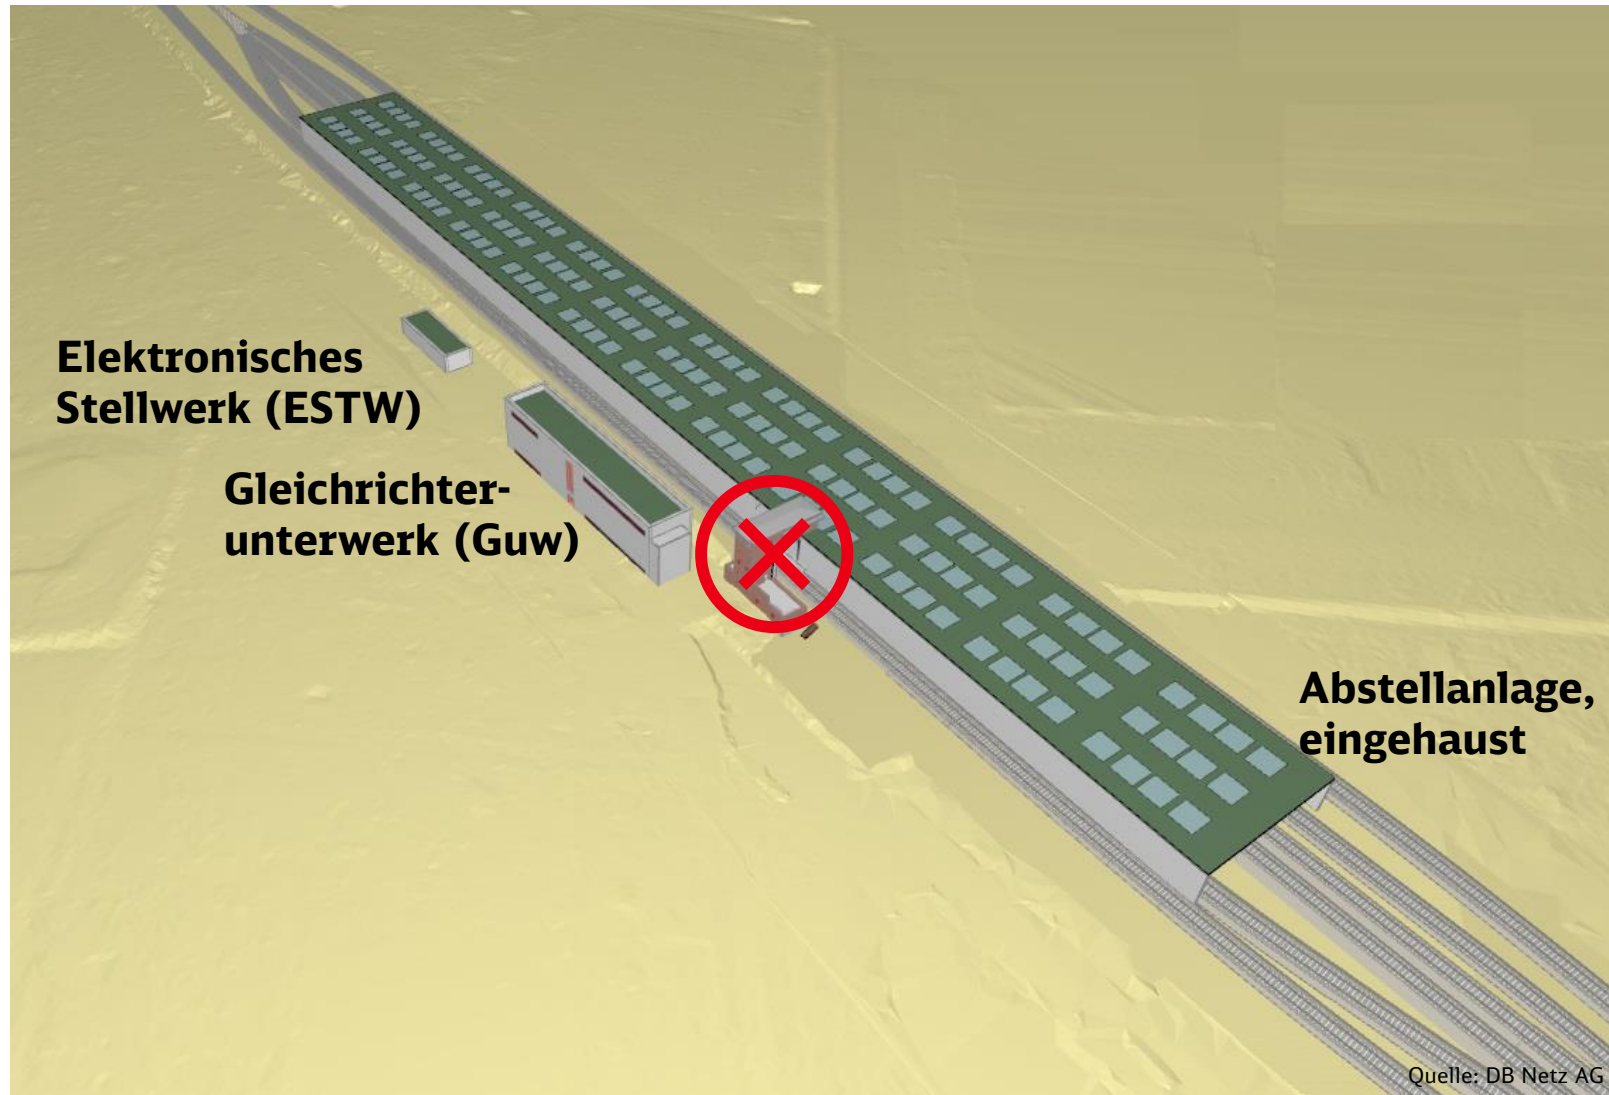 Elektronisches
Stellwerk (ESTW)
Gleichrichter-
unterwerk (Guw)
Abstellanlage,
eingehaust
Quelle: DB Netz AG